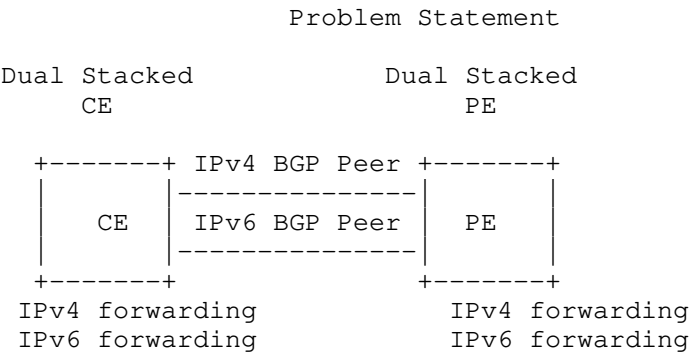 Problem Statement
Dual Stacked Dual Stacked
CE PE
IPv4 BGP Peer
CE IPv6 BGP Peer PE
IPv4 forwarding IPv4 forwarding
IPv6 forwarding IPv6 forwarding